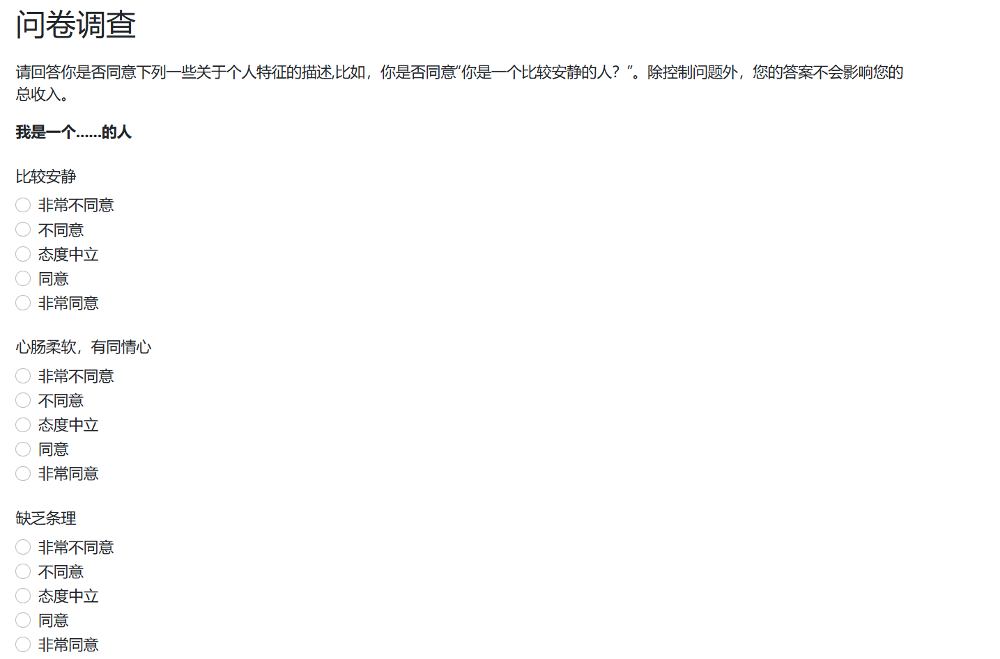 问卷调查
请回答你是否同意下列一些关于个人特征的描述,比如，你是否同意“你是一个比较安静的人？”。除控制问题外，您的答案不会影响您的
总收入。
我是一个......的人
比较安静
非常不同意
不同意
态度中立
同意
非常同意
心肠柔软，有同情心
非常不同意
不同意
态度中立
同意
非常同意
缺乏条理
非常不同意
不同意
态度中立
同意
非常同意